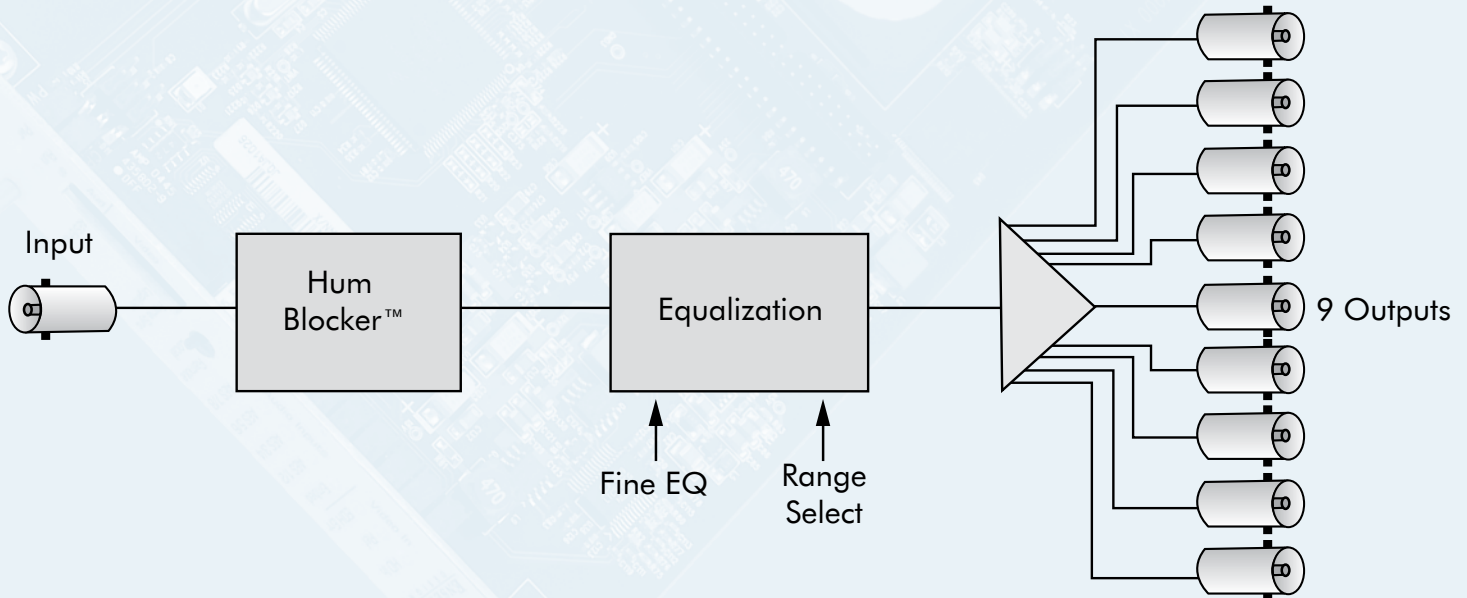 Input
Hum
Blocker™
Equalization
9 Outputs
Fine EQ
Range
Select